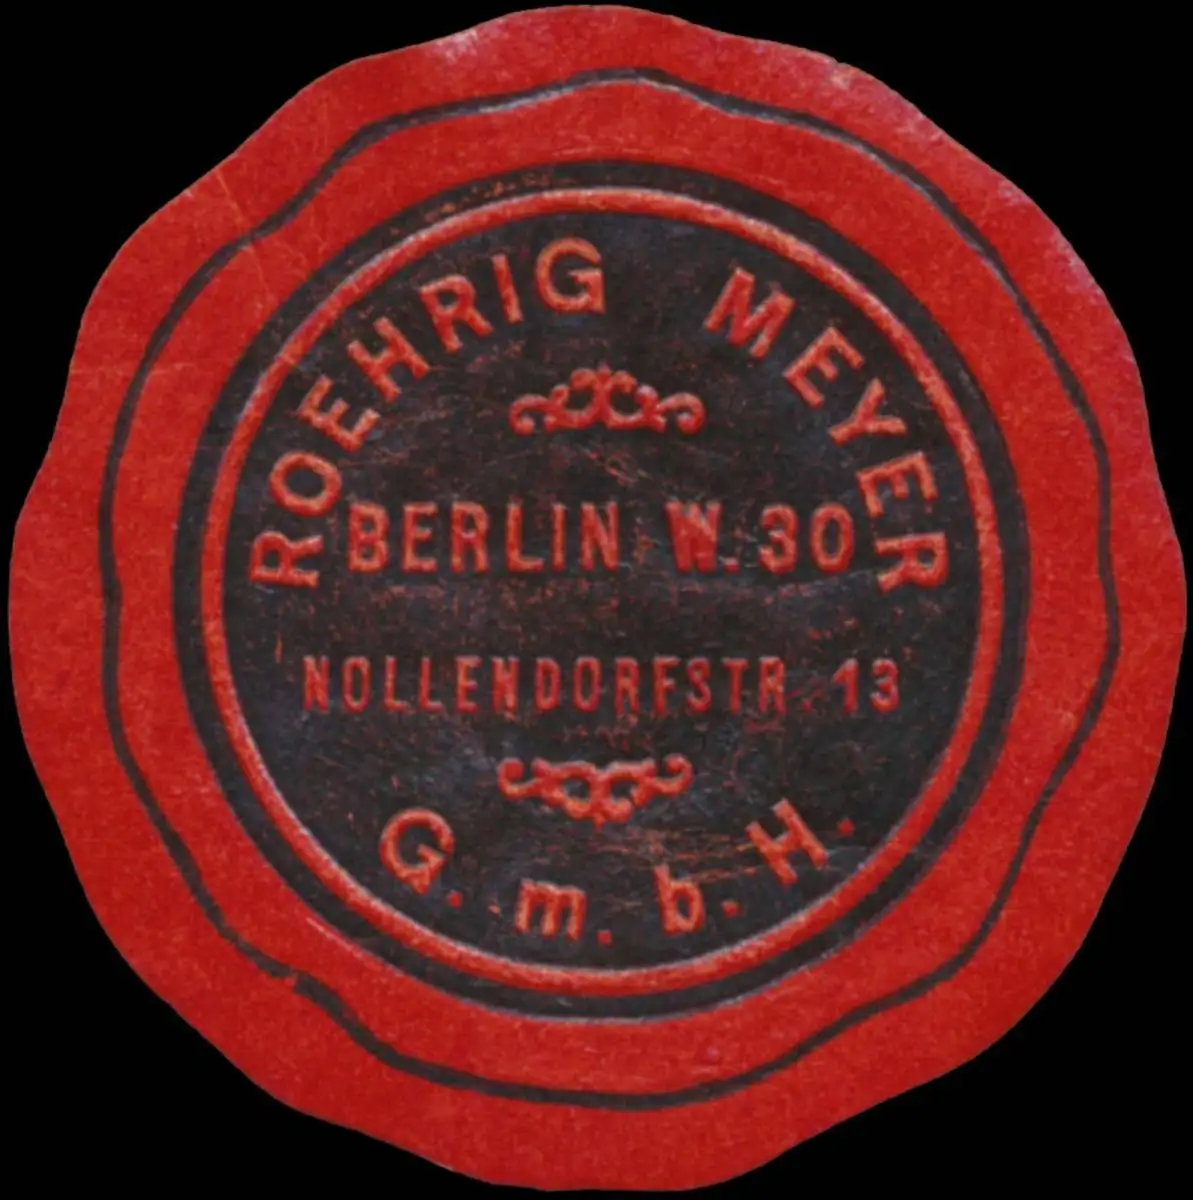 ROEHRIG MEYER
BERLIN W. 30
NOLLENDORFSTR. 13
G. m. b. H.